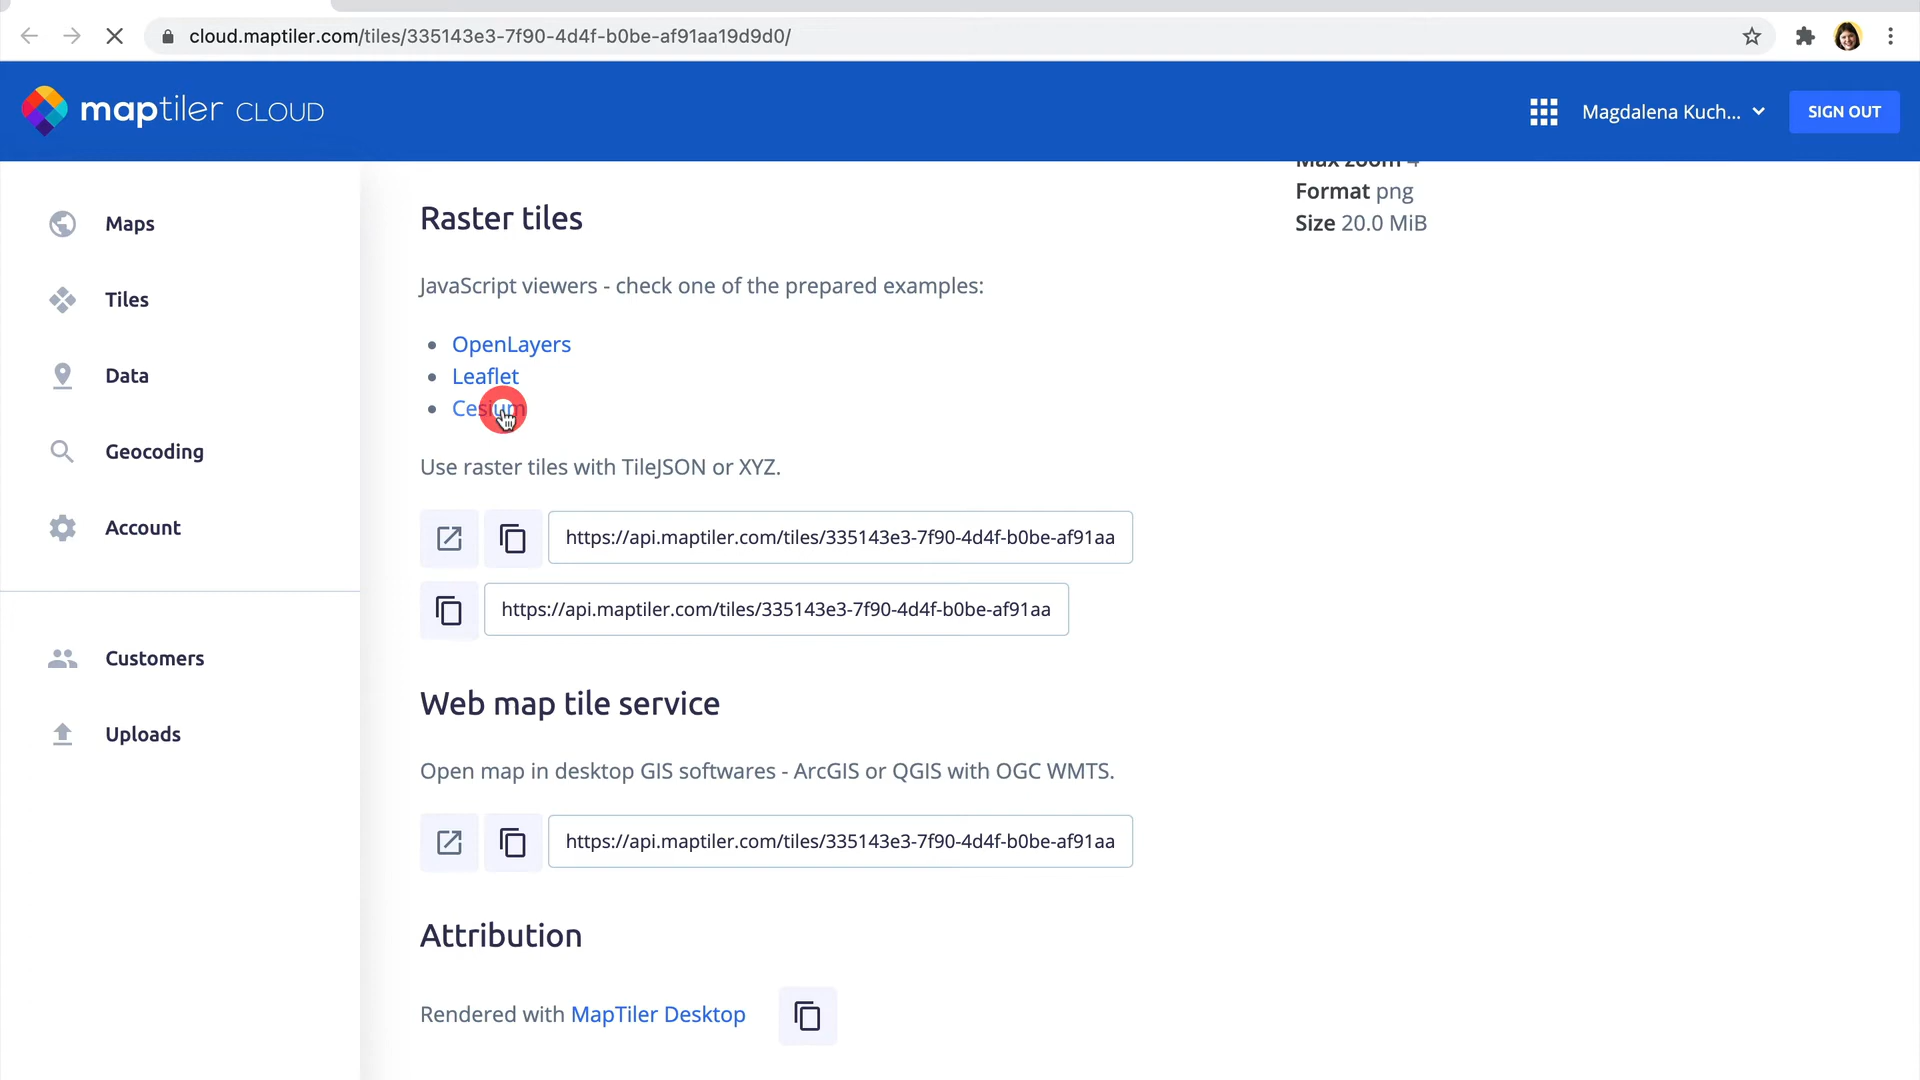 cloud.maptiler.com/tiles/335143e3-7f90-4d4f-b0be-af91aa19d9d0/
maptiler CLOUD
Magdalena Kuch...
SIGN OUT
Maps
Tiles
Data
Geocoding
Account
Customers
Uploads
Raster tiles
JavaScript viewers - check one of the prepared examples:
OpenLayers
Leaflet
Cesium
Use raster tiles with TileJSON or XYZ.
https://api.maptiler.com/tiles/335143e3-7f90-4d4f-b0be-af91aa
https://api.maptiler.com/tiles/335143e3-7f90-4d4f-b0be-af91aa
Web map tile service
Open map in desktop GIS softwares - ArcGIS or QGIS with OGC WMTS.
https://api.maptiler.com/tiles/335143e3-7f90-4d4f-b0be-af91aa
Attribution
Rendered with MapTiler Desktop
Max zoom 4
Format png
Size 20.0 MiB